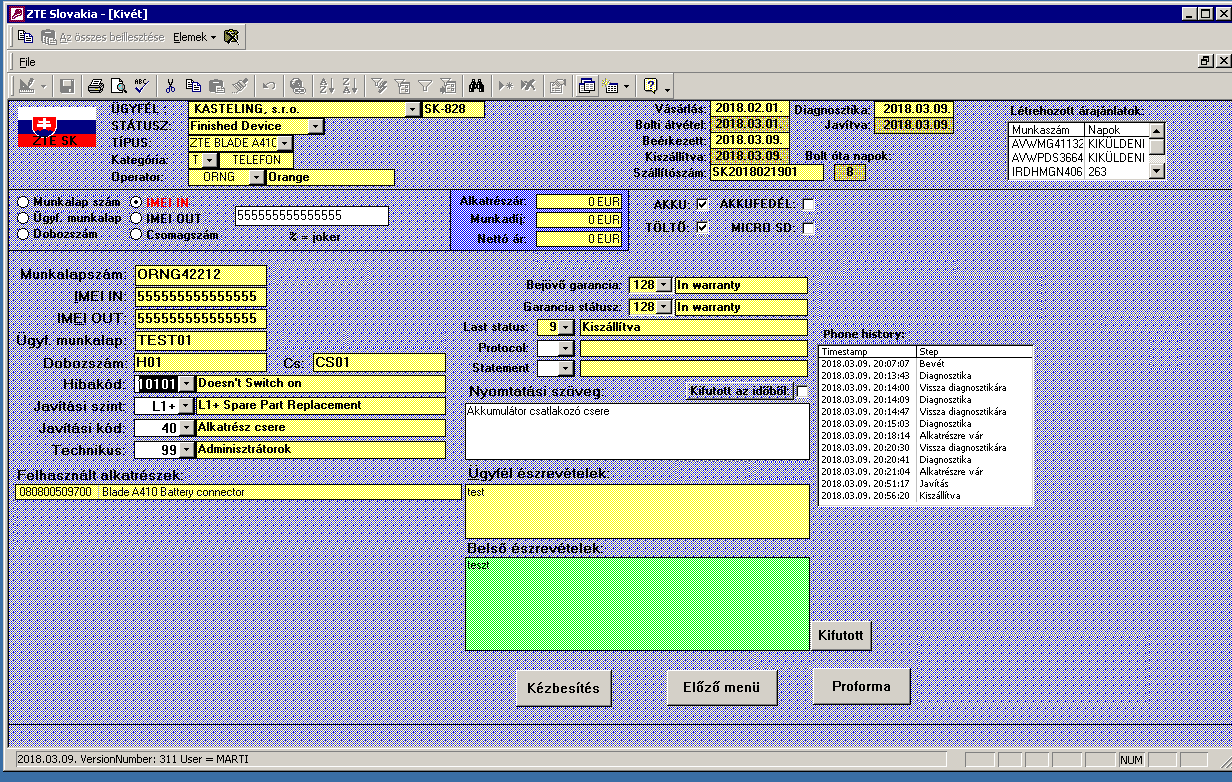 ZTE Slovakia - [Kivét]
Az összes beillesztése Elemek
File
ZTE SK
ÜGYFÉL : KASTELING, s.r.o. SK-828
STÁTUSZ: Finished Device
TÍPUS: ZTE BLADE A410
Kategória: T TELEFON
Operator: ORNG Orange
Vásárlás: 2018.02.01. Diagnosztika: 2018.03.09.
Bolti átvétel: 2018.03.01. Javítva: 2018.03.09.
Beérkezett: 2018.03.09.
Kiszállítva: 2018.03.09. Bolt óta napok:
Szállítószám: SK2018021901 8
Létrehozott árajánlatok:
Munkaszám Napok
AVWMG41132 KIKÜLDENI
AVWPDS3664 KIKÜLDENI
IRDHMGN406 263
Munkalap szám IMEI IN
Ügyf. munkalap IMEI OUT 555555555555555
Dobozszám Csomagszám % = joker
Alkatrészár: 0 EUR
Munkadíj: 0 EUR
Nettó ár: 0 EUR
AKKU: AKKUFEDÉL:
TÖLTŐ: MICRO SD:
Munkalapszám: ORNG42212
IMEI IN: 555555555555555
IMEI OUT 555555555555555
Ügyf. munkalap: TEST01
Dobozszám: H01 Cs: CS01
Hibakód: 10101 Doesn't Switch on
Javítási szint: L1+ L1+ Spare Part Replacement
Javítási kód: 40 Alkatrész csere
Technikus: 99 Adminisztrátorok
Felhasznált alkatrészek:
080800509700 Blade A410 Battery connector
Bejövő garancia: 128 In warranty
Garancia státusz: 128 In warranty
Last status: 9 Kiszállítva
Protocol:
Statement
Nyomtatási szöveg: Kifutott az időből:
Akkumulátor csatlakozó csere
Ügyfél észrevételek:
test
Belső észrevételek:
teszt
Phone history:
Timestamp Step
2018.03.09. 20:07:07 Bevét
2018.03.09. 20:13:43 Diagnosztika
2018.03.09. 20:14:00 Vissza diagnosztikára
2018.03.09. 20:14:09 Diagnosztika
2018.03.09. 20:14:47 Vissza diagnosztikára
2018.03.09. 20:15:03 Diagnosztika
2018.03.09. 20:18:14 Alkatrészre vár
2018.03.09. 20:20:30 Vissza diagnosztikára
2018.03.09. 20:20:41 Diagnosztika
2018.03.09. 20:21:04 Alkatrészre vár
2018.03.09. 20:51:17 Javítás
2018.03.09. 20:56:20 Kiszállítva
Kifutott
Kézbesítés Előző menü Proforma
2018.03.09. VersionNumber: 311 User = MARTI NUM